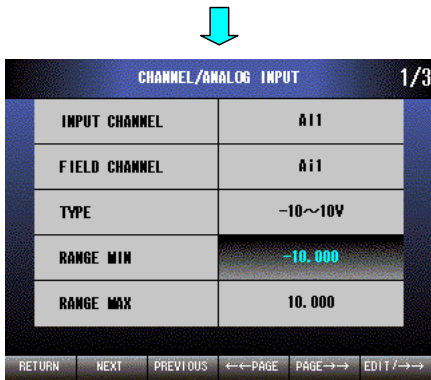 CHANNEL/ANALOG INPUT 1/3
INPUT CHANNEL AI1
FIELD CHANNEL Ai1
TYPE -10~10V
RANGE MIN -10.000
RANGE MAX 10.000
RETURN NEXT PREVIOUS ←←PAGE PAGE→→ EDIT/→→